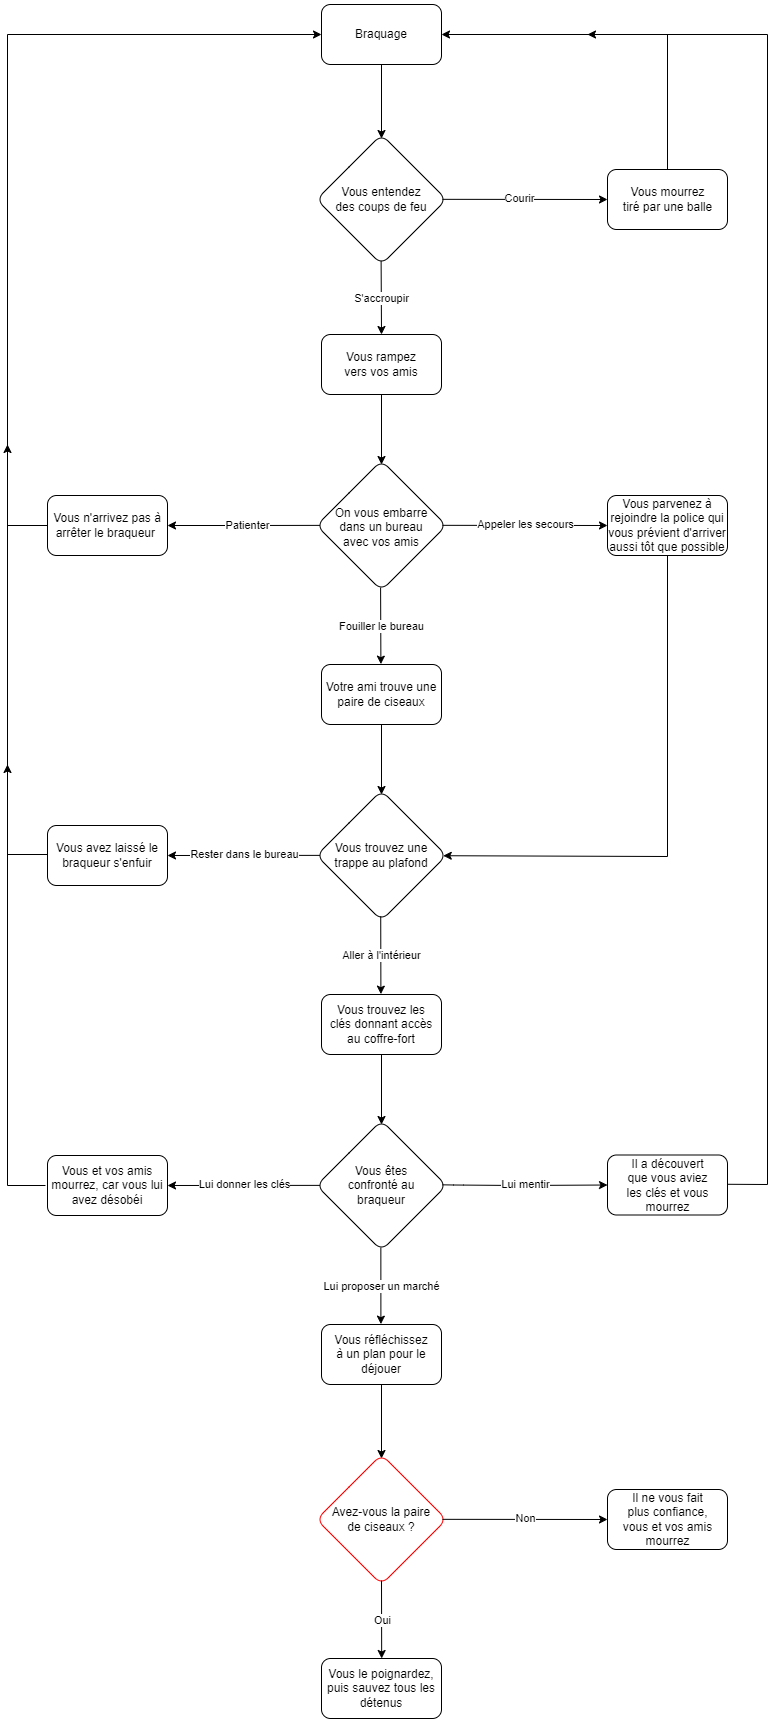 Braquage
Vous entendez
des coups de feu
Courir
Vous mourrez
tiré par une balle
S'accroupir
Vous rampez
vers vos amis
Vous n'arrivez pas à
arrêter le braqueur
Patienter
On vous embarre
dans un bureau
avec vos amis
Appeler les secours
Vous parvenez à
rejoindre la police qui
vous prévient d'arriver
aussi tôt que possible
Fouiller le bureau
Votre ami trouve une
paire de ciseaux
Vous avez laissé le
braqueur s'enfuir
Rester dans le bureau
Vous trouvez une
trappe au plafond
Aller à l'intérieur
Vous trouvez les
clés donnant accès
au coffre-fort
Vous et vos amis
mourrez, car vous lui
avez désobéi
Lui donner les clés
Vous êtes
confronté au
braqueur
Lui mentir
Il a découvert
que vous aviez
les clés et vous
mourrez
Lui proposer un marché
Vous réfléchissez
à un plan pour le
déjouer
Avez-vous la paire
de ciseaux ?
Non
Il ne vous fait
plus confiance,
vous et vos amis
mourrez
Oui
Vous le poignardez,
puis sauvez tous les
détenus